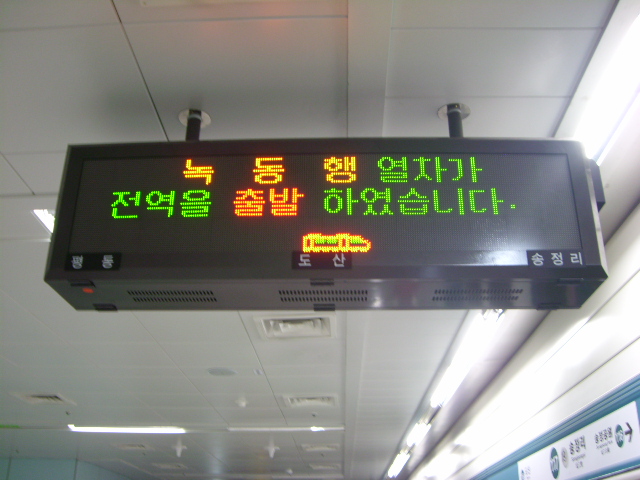 녹 동 행 열차가
전역을 출발 하였습니다.
평 동 도 산 송 정 리